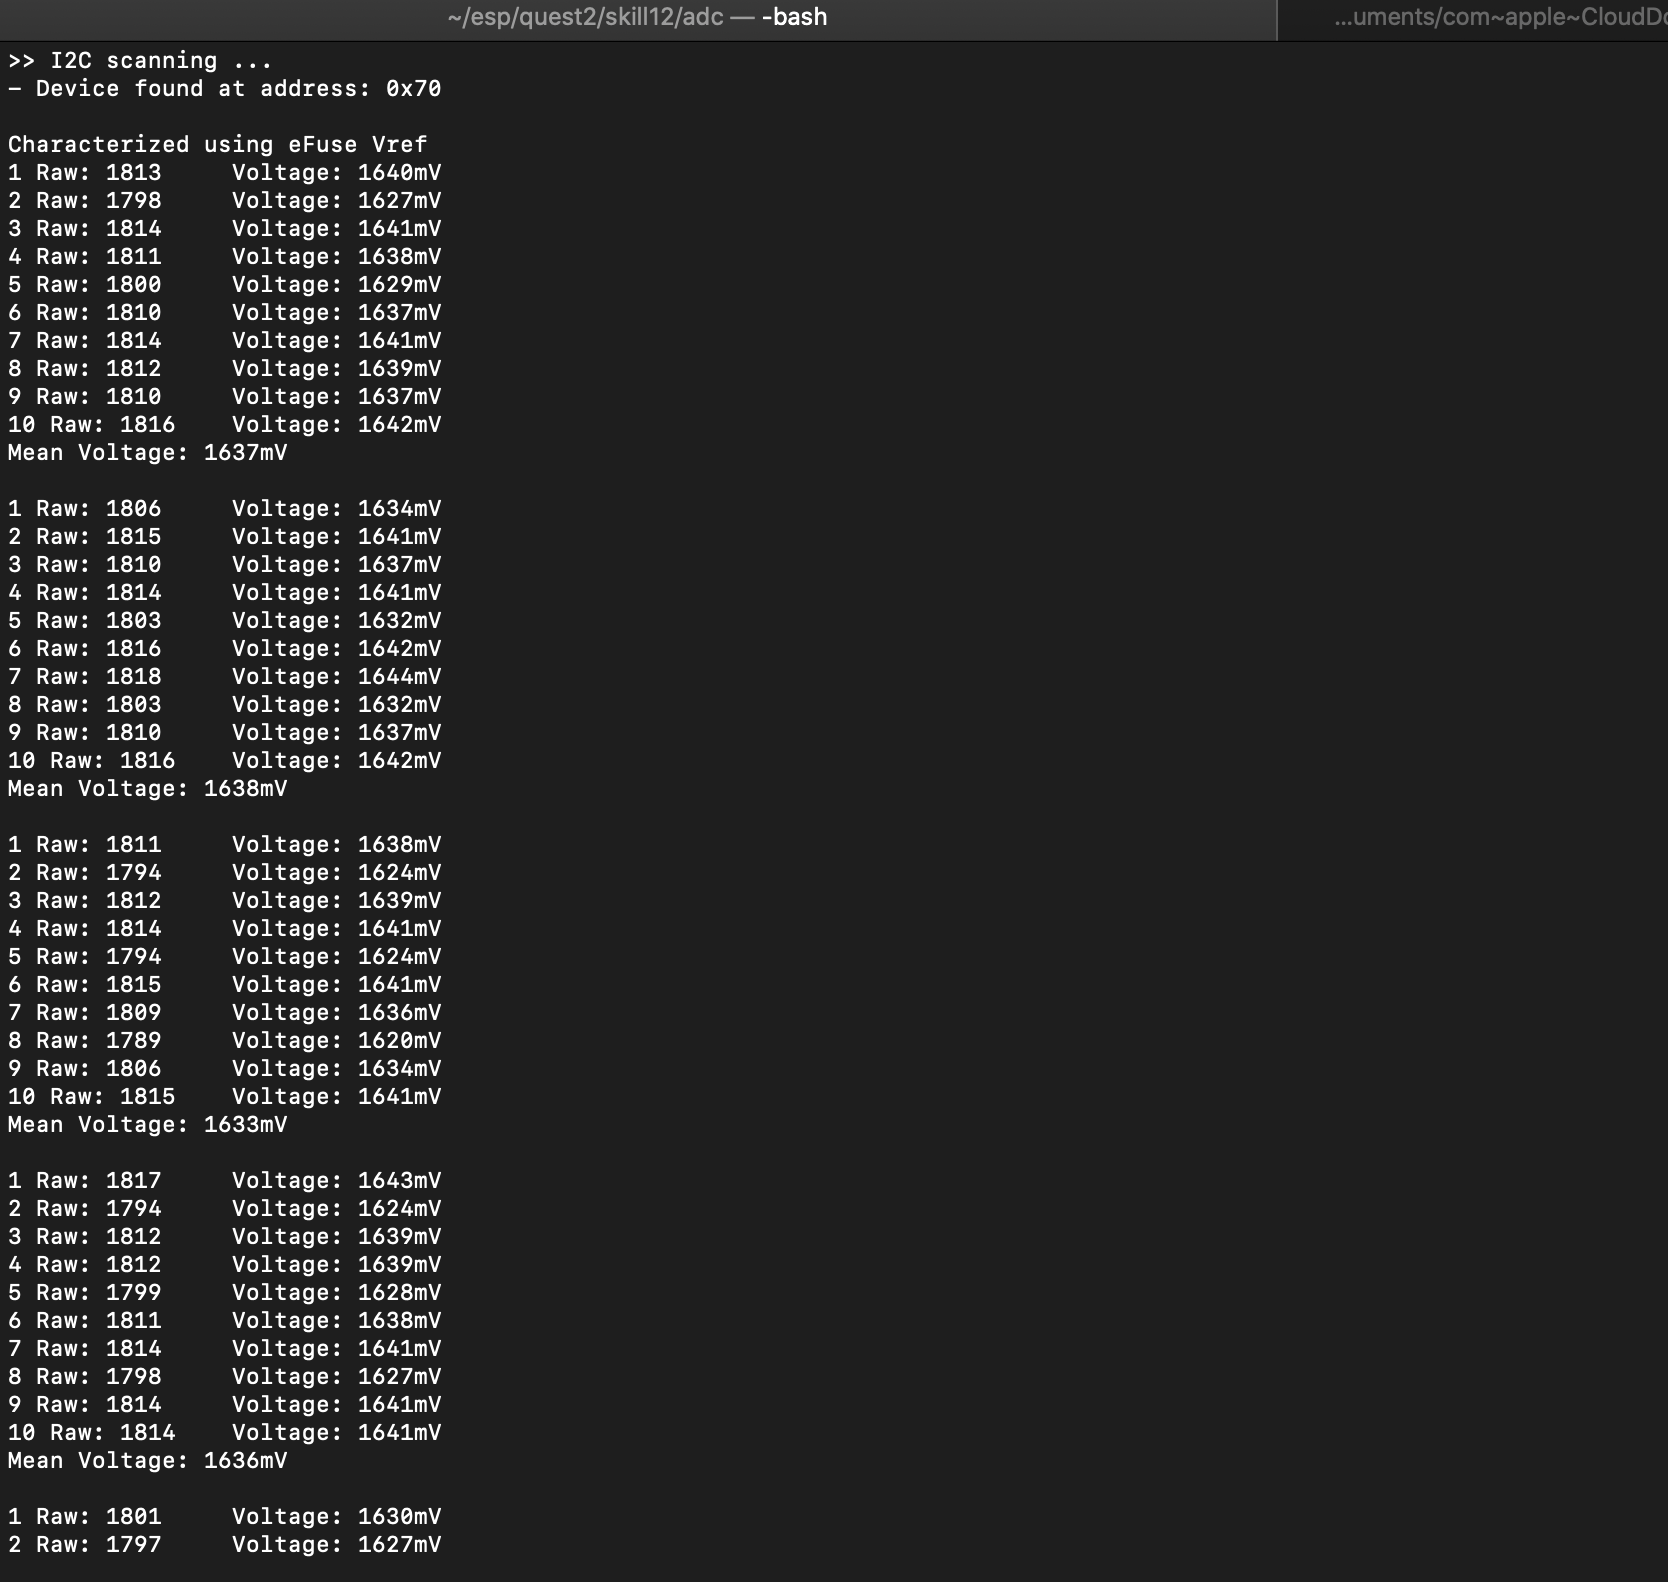 ~/esp/quest2/skill12/adc — -bash
...uments/com~apple~CloudDo
>> I2C scanning ...
- Device found at address: 0x70
Characterized using eFuse Vref
1 Raw: 1813 Voltage: 1640mV
2 Raw: 1798 Voltage: 1627mV
3 Raw: 1814 Voltage: 1641mV
4 Raw: 1811 Voltage: 1638mV
5 Raw: 1800 Voltage: 1629mV
6 Raw: 1810 Voltage: 1637mV
7 Raw: 1814 Voltage: 1641mV
8 Raw: 1812 Voltage: 1639mV
9 Raw: 1810 Voltage: 1637mV
10 Raw: 1816 Voltage: 1642mV
Mean Voltage: 1637mV
1 Raw: 1806 Voltage: 1634mV
2 Raw: 1815 Voltage: 1641mV
3 Raw: 1810 Voltage: 1637mV
4 Raw: 1814 Voltage: 1641mV
5 Raw: 1803 Voltage: 1632mV
6 Raw: 1816 Voltage: 1642mV
7 Raw: 1818 Voltage: 1644mV
8 Raw: 1803 Voltage: 1632mV
9 Raw: 1810 Voltage: 1637mV
10 Raw: 1816 Voltage: 1642mV
Mean Voltage: 1638mV
1 Raw: 1811 Voltage: 1638mV
2 Raw: 1794 Voltage: 1624mV
3 Raw: 1812 Voltage: 1639mV
4 Raw: 1814 Voltage: 1641mV
5 Raw: 1794 Voltage: 1624mV
6 Raw: 1815 Voltage: 1641mV
7 Raw: 1809 Voltage: 1636mV
8 Raw: 1789 Voltage: 1620mV
9 Raw: 1806 Voltage: 1634mV
10 Raw: 1815 Voltage: 1641mV
Mean Voltage: 1633mV
1 Raw: 1817 Voltage: 1643mV
2 Raw: 1794 Voltage: 1624mV
3 Raw: 1812 Voltage: 1639mV
4 Raw: 1812 Voltage: 1639mV
5 Raw: 1799 Voltage: 1628mV
6 Raw: 1811 Voltage: 1638mV
7 Raw: 1814 Voltage: 1641mV
8 Raw: 1798 Voltage: 1627mV
9 Raw: 1814 Voltage: 1641mV
10 Raw: 1814 Voltage: 1641mV
Mean Voltage: 1636mV
1 Raw: 1801 Voltage: 1630mV
2 Raw: 1797 Voltage: 1627mV